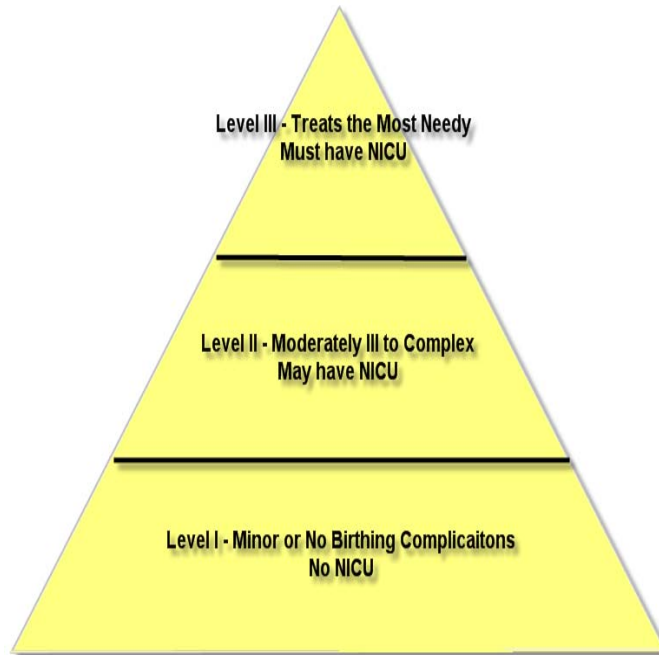 Level III - Treats the Most Needy
Must have NICU
Level II - Moderately Ill to Complex
May have NICU
Level I - Minor or No Birthing Complicaitons
No NICU